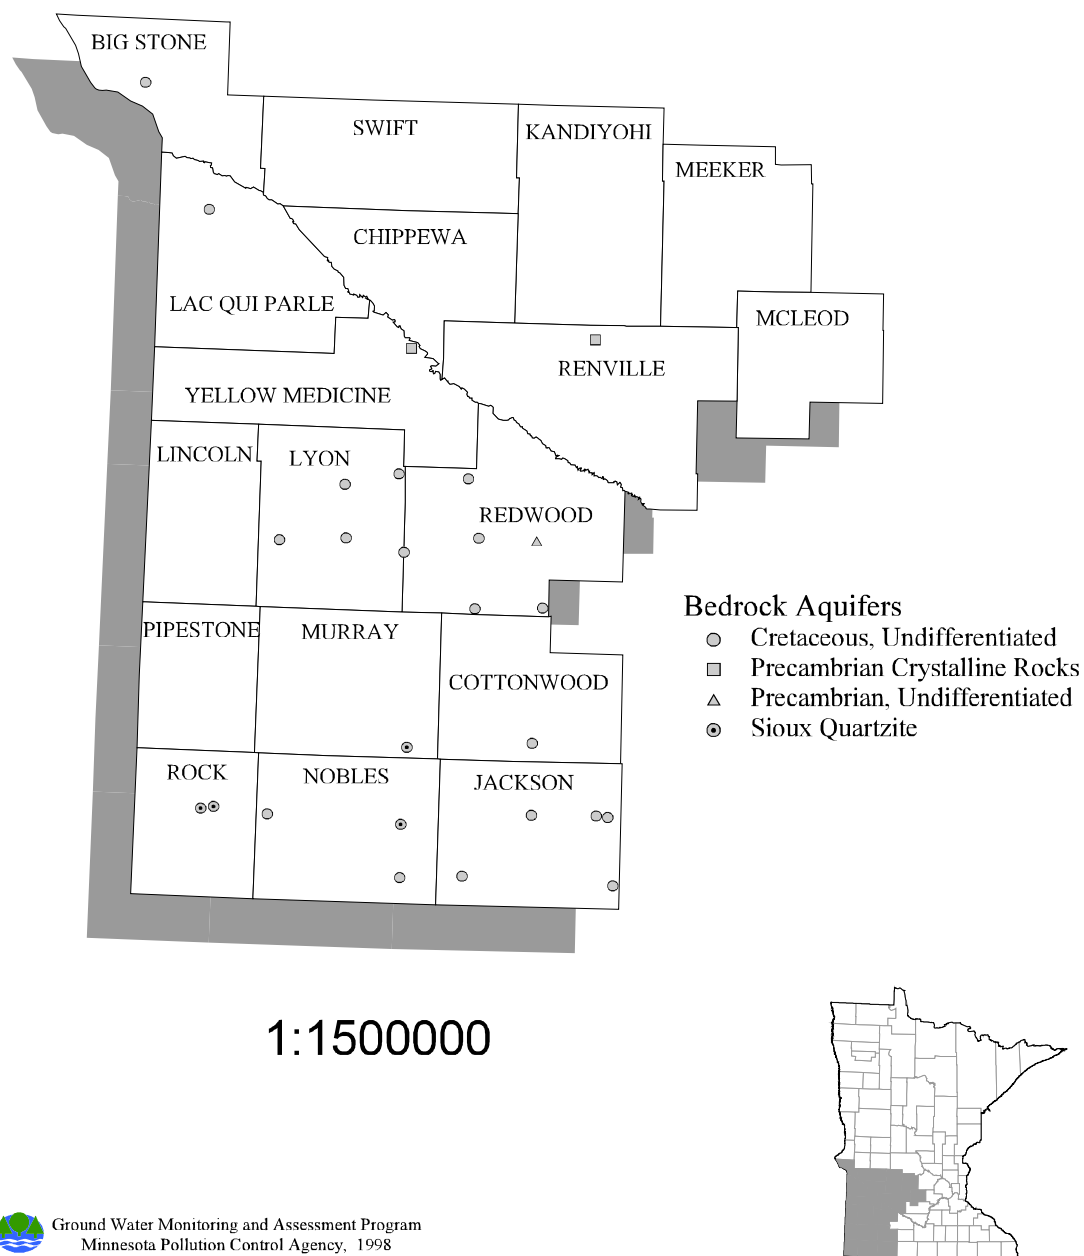 BIG STONE
SWIFT
KANDIYOHI
MEEKER
CHIPPEWA
LAC QUI PARLE
MCLEOD
RENVILLE
YELLOW MEDICINE
LINCOLN
LYON
REDWOOD
PIPESTONE
MURRAY
COTTONWOOD
ROCK
NOBLES
JACKSON
Bedrock Aquifers
Cretaceous, Undifferentiated
Precambrian Crystalline Rocks
Precambrian, Undifferentiated
Sioux Quartzite
1:1500000
Ground Water Monitoring and Assessment Program
Minnesota Pollution Control Agency, 1998